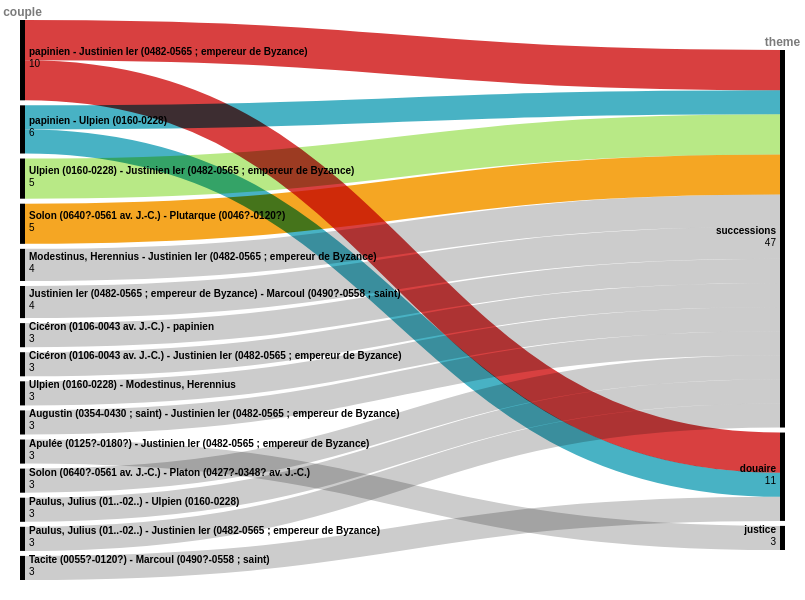 couple
theme
papinien - Justinien Ier (0482-0565 ; empereur de Byzance)
10
papinien - Ulpien (0160-0228)
6
Ulpien (0160-0228) - Justinien Ier (0482-0565 ; empereur de Byzance)
5
Solon (0640?-0561 av. J.-C.) - Plutarque (0046?-0120?)
5
Modestinus, Herennius - Justinien Ier (0482-0565 ; empereur de Byzance)
4
Justinien Ier (0482-0565 ; empereur de Byzance) - Marcoul (0490?-0558 ; saint)
4
Cicéron (0106-0043 av. J.-C.) - papinien
3
Cicéron (0106-0043 av. J.-C.) - Justinien Ier (0482-0565 ; empereur de Byzance)
3
Ulpien (0160-0228) - Modestinus, Herennius
3
Augustin (0354-0430 ; saint) - Justinien Ier (0482-0565 ; empereur de Byzance)
3
Apulée (0125?-0180?) - Justinien Ier (0482-0565 ; empereur de Byzance)
3
Solon (0640?-0561 av. J.-C.) - Platon (0427?-0348? av. J.-C.)
3
Paulus, Julius (01..-02..) - Ulpien (0160-0228)
3
Paulus, Julius (01..-02..) - Justinien Ier (0482-0565 ; empereur de Byzance)
3
Tacite (0055?-0120?) - Marcoul (0490?-0558 ; saint)
3
successions
47
douaire
11
justice
3